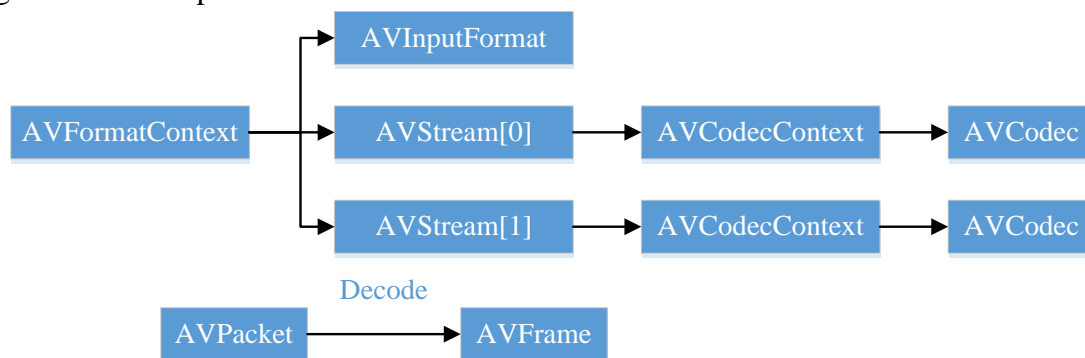 AVInputFormat
AVFormatContext
AVStream[0]
AVCodecContext
AVCodec
AVStream[1]
AVCodecContext
AVCodec
Decode
AVPacket
AVFrame